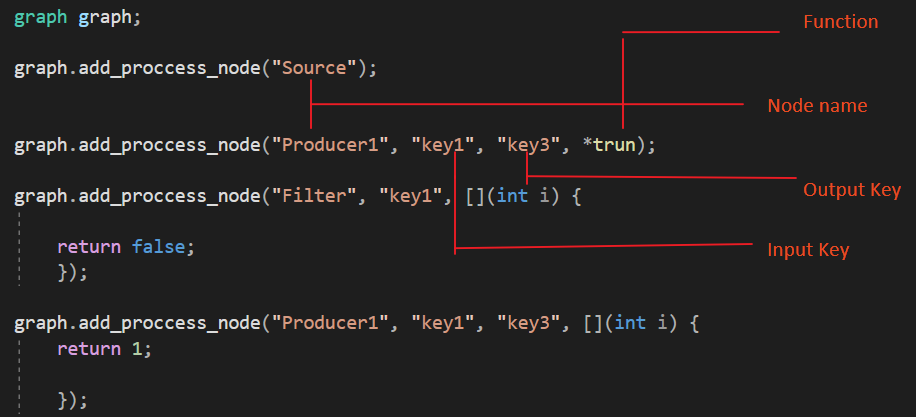 graph graph;
Function
graph.add_proccess_node("Source");
Node name
graph.add_proccess_node("Producer1", "key1", "key3", *trun);
Output Key
graph.add_proccess_node("Filter", "key1", [](int i) {
return false;
Input Key
});
graph.add_proccess_node("Producer1", "key1", "key3", [](int i) {
return 1;
});